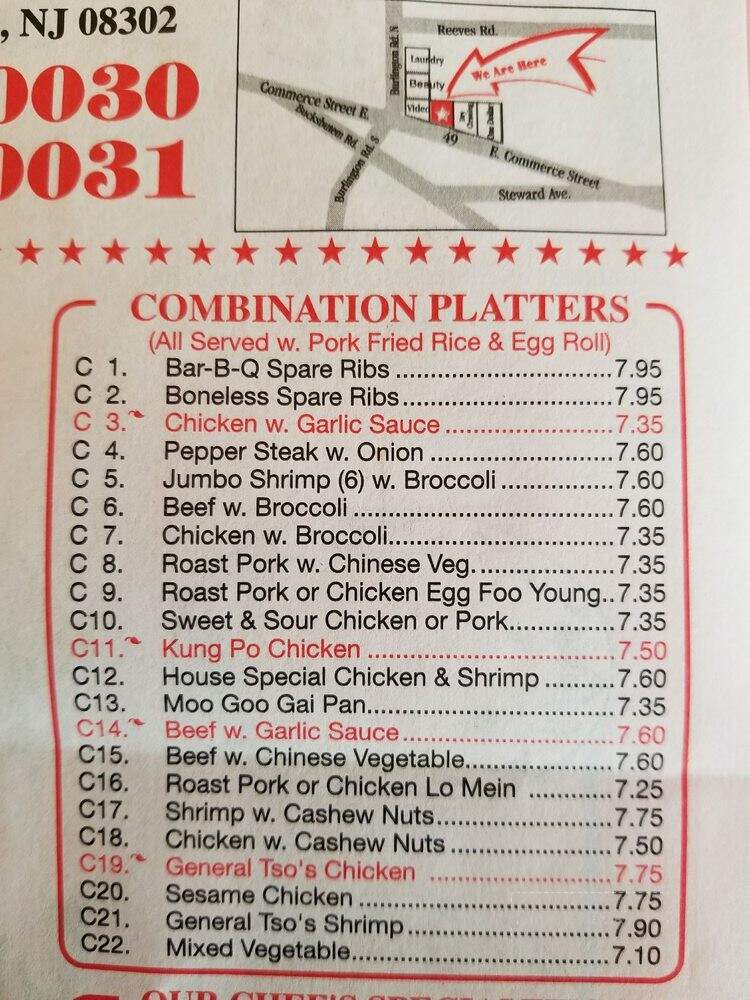 , NJ 08302
0030
0031
Reeves Rd.
Burlington Rd. N
Laundry
Beauty
Video
We Are Here
Commerce Street E.
Burlington Rd. S
49
E. Commerce Street
Steward Ave.
COMBINATION PLATTERS
(All Served w. Pork Fried Rice & Egg Roll)
C 1. Bar-B-Q Spare Ribs ............................7.95
C 2. Boneless Spare Ribs...........................7.95
C 3. Chicken w. Garlic Sauce .....................7.35
C 4. Pepper Steak w. Onion .......................7.60
C 5. Jumbo Shrimp (6) w. Broccoli ..............7.60
C 6. Beef w. Broccoli .................................7.60
C 7. Chicken w. Broccoli............................7.35
C 8. Roast Pork w. Chinese Veg. .................7.35
C 9. Roast Pork or Chicken Egg Foo Young..7.35
C10. Sweet & Sour Chicken or Pork.............7.35
C11. Kung Po Chicken ...............................7.50
C12. House Special Chicken & Shrimp .........7.60
C13. Moo Goo Gai Pan...............................7.35
C14. Beef w. Garlic Sauce..........................7.60
C15. Beef w. Chinese Vegetable..................7.60
C16. Roast Pork or Chicken Lo Mein ...........7.25
C17. Shrimp w. Cashew Nuts......................7.75
C18. Chicken w. Cashew Nuts ....................7.50
C19. General Tso's Chicken .......................7.75
C20. Sesame Chicken ................................7.75
C21. General Tso's Shrimp.........................7.90
C22. Mixed Vegetable................................7.10